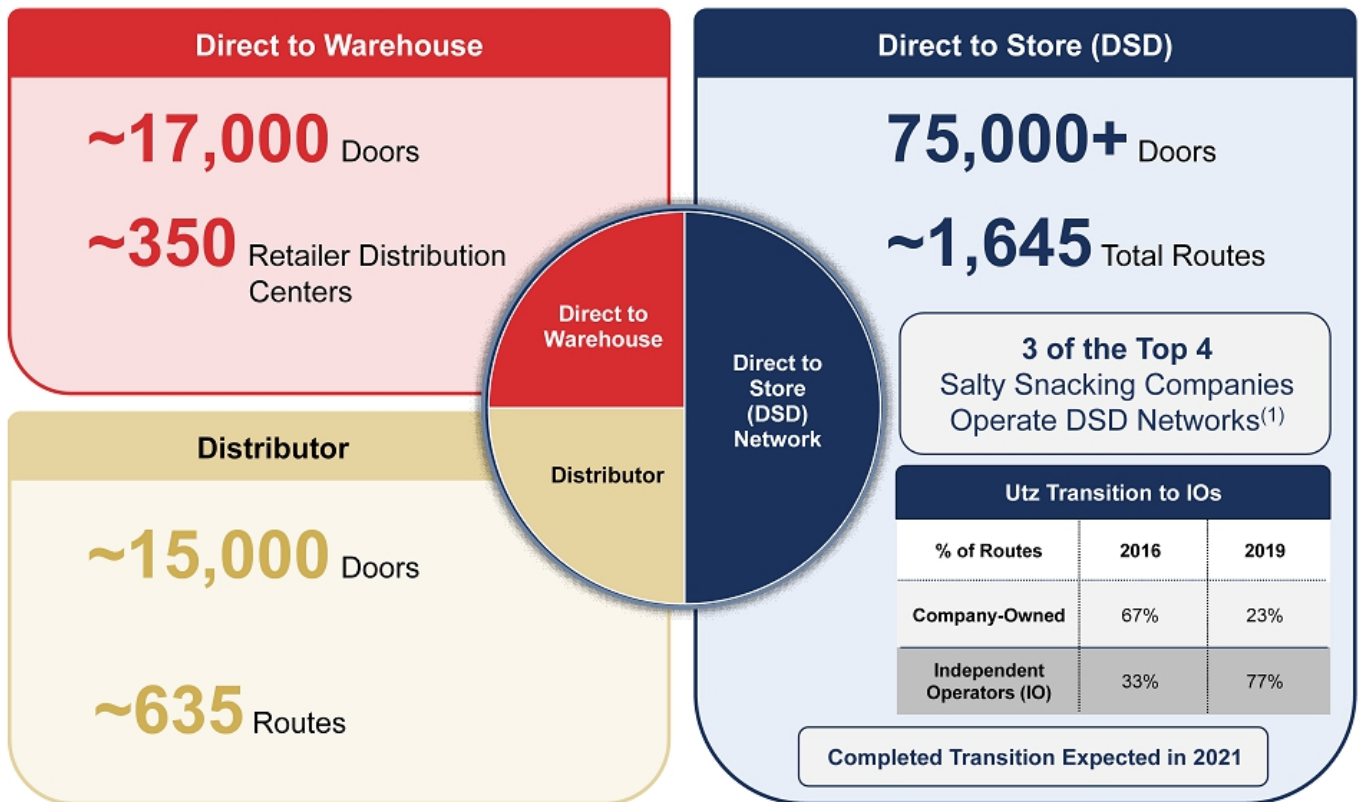 Direct to Warehouse
~17,000 Doors
~350 Retailer Distribution
Centers
Distributor
~15,000 Doors
~635 Routes
Direct to
Warehouse
Distributor
Direct to
Store
(DSD)
Network
Direct to Store (DSD)
75,000+ Doors
~1,645 Total Routes
3 of the Top 4
Salty Snacking Companies
Operate DSD Networks(1)
Utz Transition to IOs
% of Routes 2016 2019
Company-Owned 67% 23%
Independent
Operators (IO) 33% 77%
Completed Transition Expected in 2021